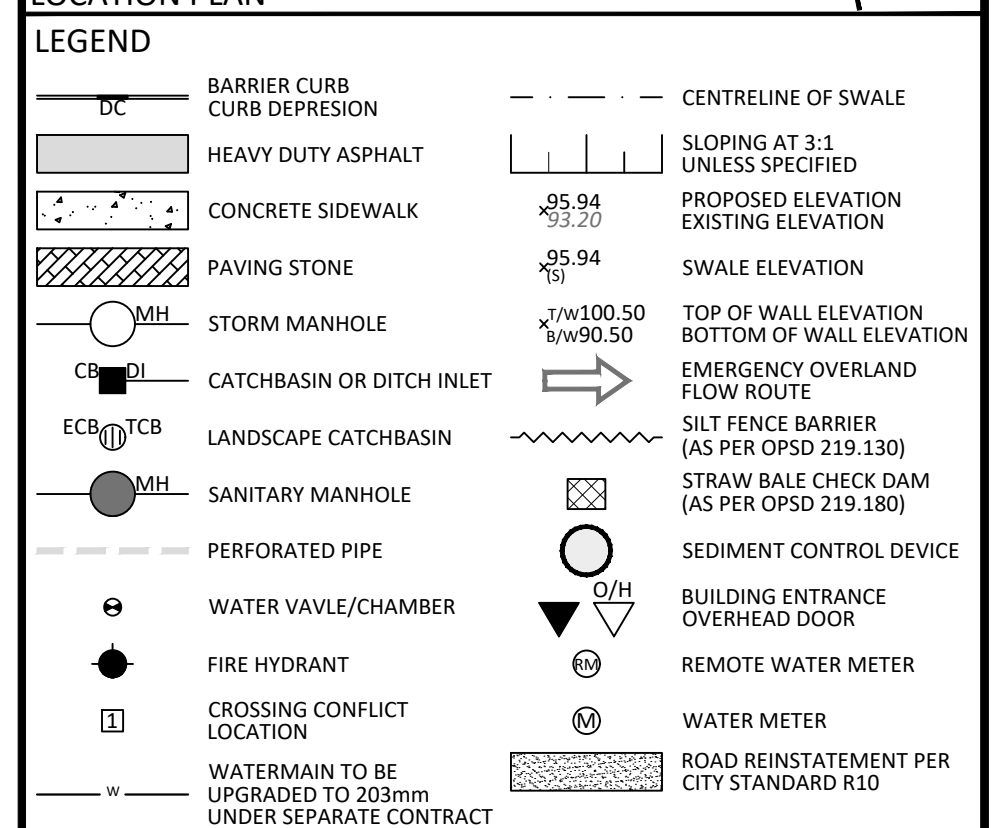 LOCATION PLAN
LEGEND
DC
BARRIER CURB
CURB DEPRESION
HEAVY DUTY ASPHALT
CONCRETE SIDEWALK
PAVING STONE
MH
STORM MANHOLE
CB DI
CATCHBASIN OR DITCH INLET
ECB TCB
LANDSCAPE CATCHBASIN
MH
SANITARY MANHOLE
PERFORATED PIPE
WATER VAVLE/CHAMBER
FIRE HYDRANT
1
CROSSING CONFLICT
LOCATION
W
WATERMAIN TO BE
UPGRADED TO 203mm
UNDER SEPARATE CONTRACT
CENTRELINE OF SWALE
SLOPING AT 3:1
UNLESS SPECIFIED
×95.94
93.20
PROPOSED ELEVATION
EXISTING ELEVATION
×95.94
(S)
SWALE ELEVATION
×T/W100.50
B/W90.50
TOP OF WALL ELEVATION
BOTTOM OF WALL ELEVATION
EMERGENCY OVERLAND
FLOW ROUTE
SILT FENCE BARRIER
(AS PER OPSD 219.130)
STRAW BALE CHECK DAM
(AS PER OPSD 219.180)
SEDIMENT CONTROL DEVICE
O/H
BUILDING ENTRANCE
OVERHEAD DOOR
RM
REMOTE WATER METER
M
WATER METER
ROAD REINSTATEMENT PER
CITY STANDARD R10